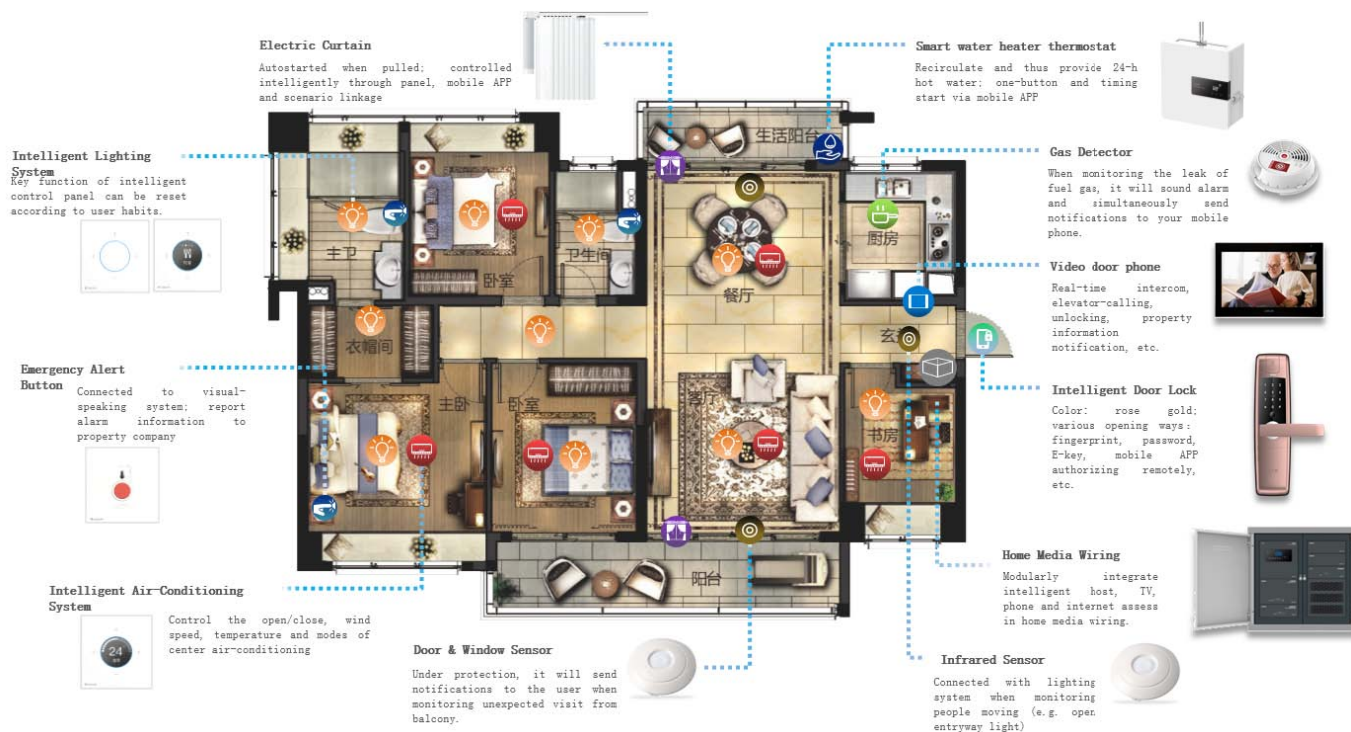 Electric Curtain
Autostarted when pulled; controlled
intelligently through panel, mobile APP
and scenario linkage
Smart water heater thermostat
Recirculate and thus provide 24-h
hot water; one-button and timing
start via mobile APP
Intelligent Lighting
System
Key function of intelligent
control panel can be reset
according to user habits.
Gas Detector
When monitoring the leak of
fuel gas, it will sound alarm
and simultaneously send
notifications to your mobile
phone.
Video door phone
Real-time intercom,
elevator-calling,
unlocking, property
information
notification, etc.
Emergency Alert
Button
Connected to visual-
speaking system; report
alarm information to
property company
Intelligent Door Lock
Color: rose gold;
various opening ways:
fingerprint, password,
E-key, mobile APP
authorizing remotely,
etc.
Intelligent Air-Conditioning
System
Control the open/close, wind
speed, temperature and modes of
center air-conditioning
24
Home Media Wiring
Modularly integrate
intelligent host, TV,
phone and internet assess
in home media wiring.
Door & Window Sensor
Under protection, it will send
notifications to the user when
monitoring unexpected visit from
balcony.
Infrared Sensor
Connected with lighting
system when monitoring
people moving (e.g. open
entryway light)
生活阳台
主卫
卧室
卫生间
餐厅
厨房
衣帽间
玄
主卧
卧室
客厅
书房
阳台